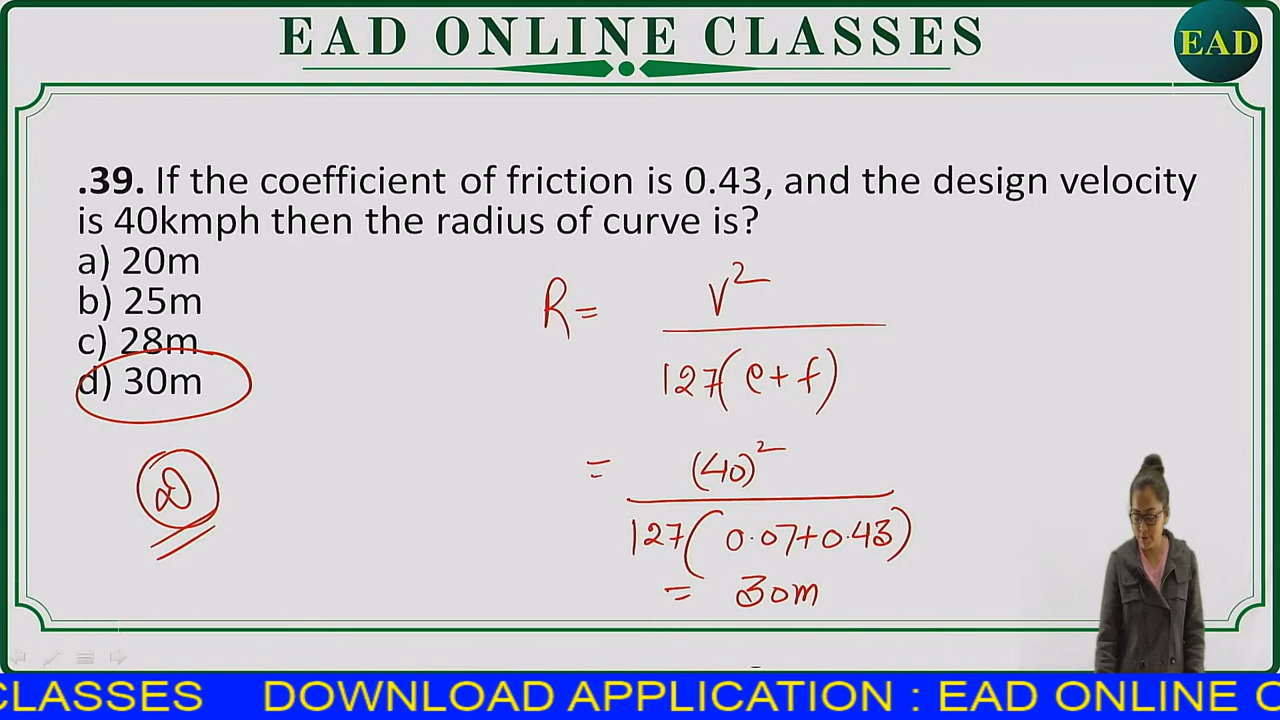 EAD ONLINE CLASSES
EAD
.39. If the coefficient of friction is 0.43, and the design velocity
is 40kmph then the radius of curve is?
a) 20m
b) 25m
c) 28m
d) 30m
R = V²
127(e+f)
= (40)²
127(0.07+0.43)
= 30m
D
CLASSES DOWNLOAD APPLICATION : EAD ONLINE C